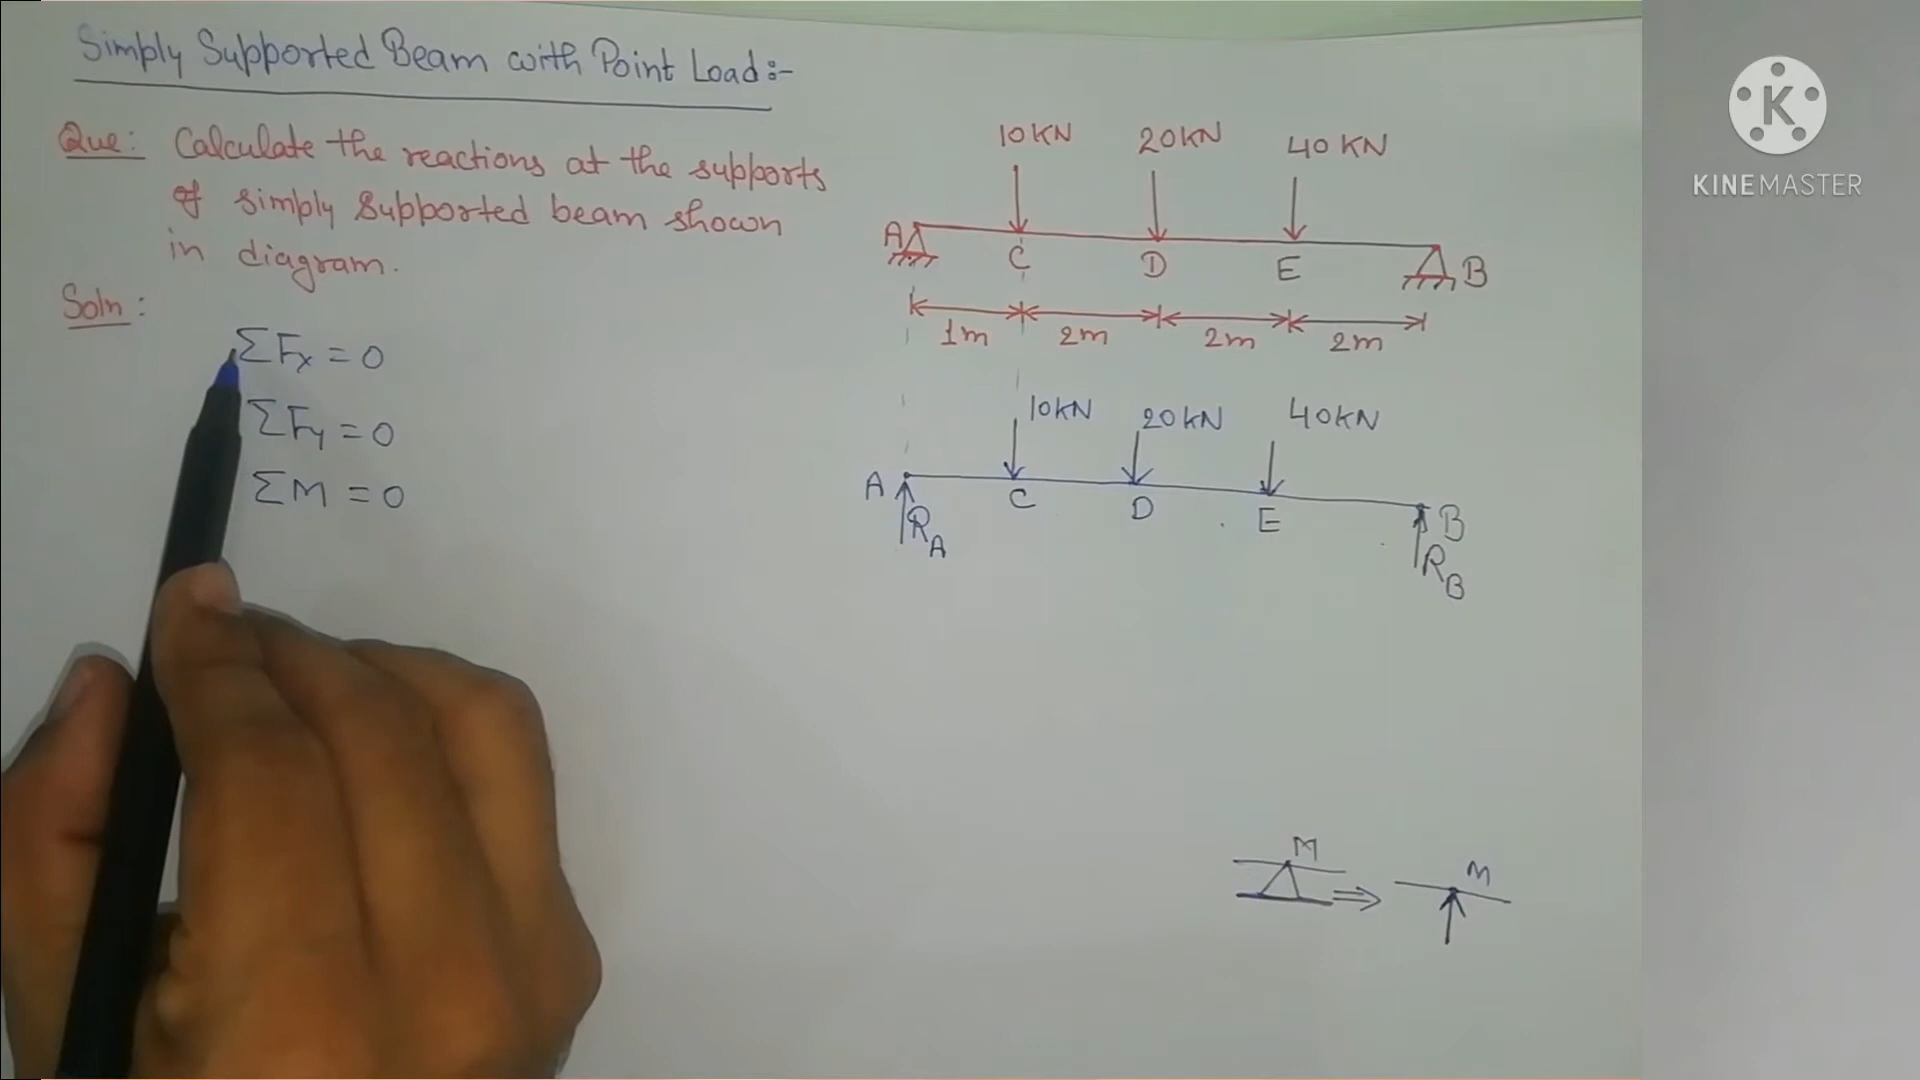 Simply Supported Beam with Point Load:-
Que: Calculate the reactions at the supports
of simply supported beam shown
in diagram.
Soln:
ΣFx = 0
ΣFy = 0
ΣM = 0
10KN 20KN 40KN
A C D E B
1m 2m 2m 2m
10KN 20KN 40KN
A C D E B
RA RB
M M
K
KINEMASTER